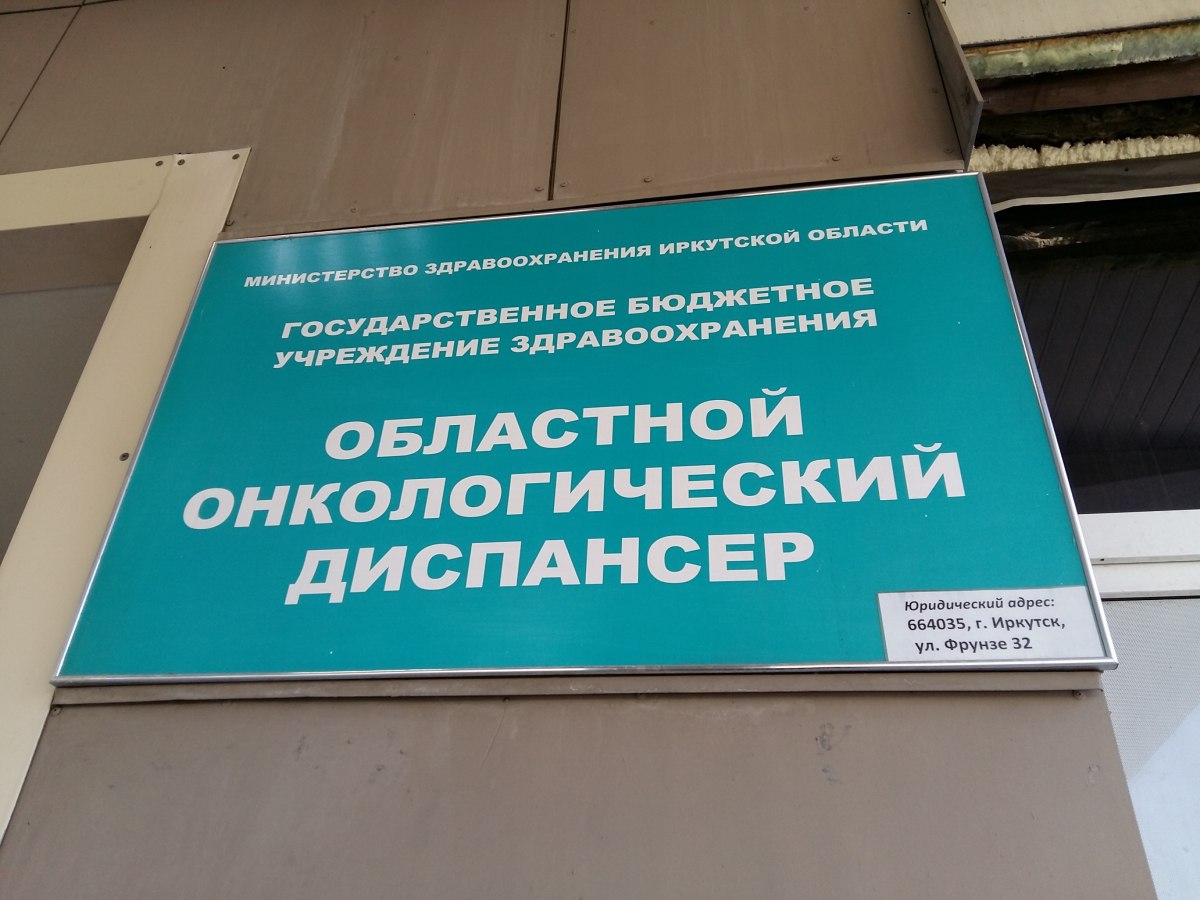 МИНИСТЕРСТВО ЗДРАВООХРАНЕНИЯ ИРКУТСКОЙ ОБЛАСТИ
ГОСУДАРСТВЕННОЕ БЮДЖЕТНОЕ
УЧРЕЖДЕНИЕ ЗДРАВООХРАНЕНИЯ
ОБЛАСТНОЙ
ОНКОЛОГИЧЕСКИЙ
ДИСПАНСЕР
Юридический адрес:
664035, г. Иркутск,
ул. Фрунзе 32